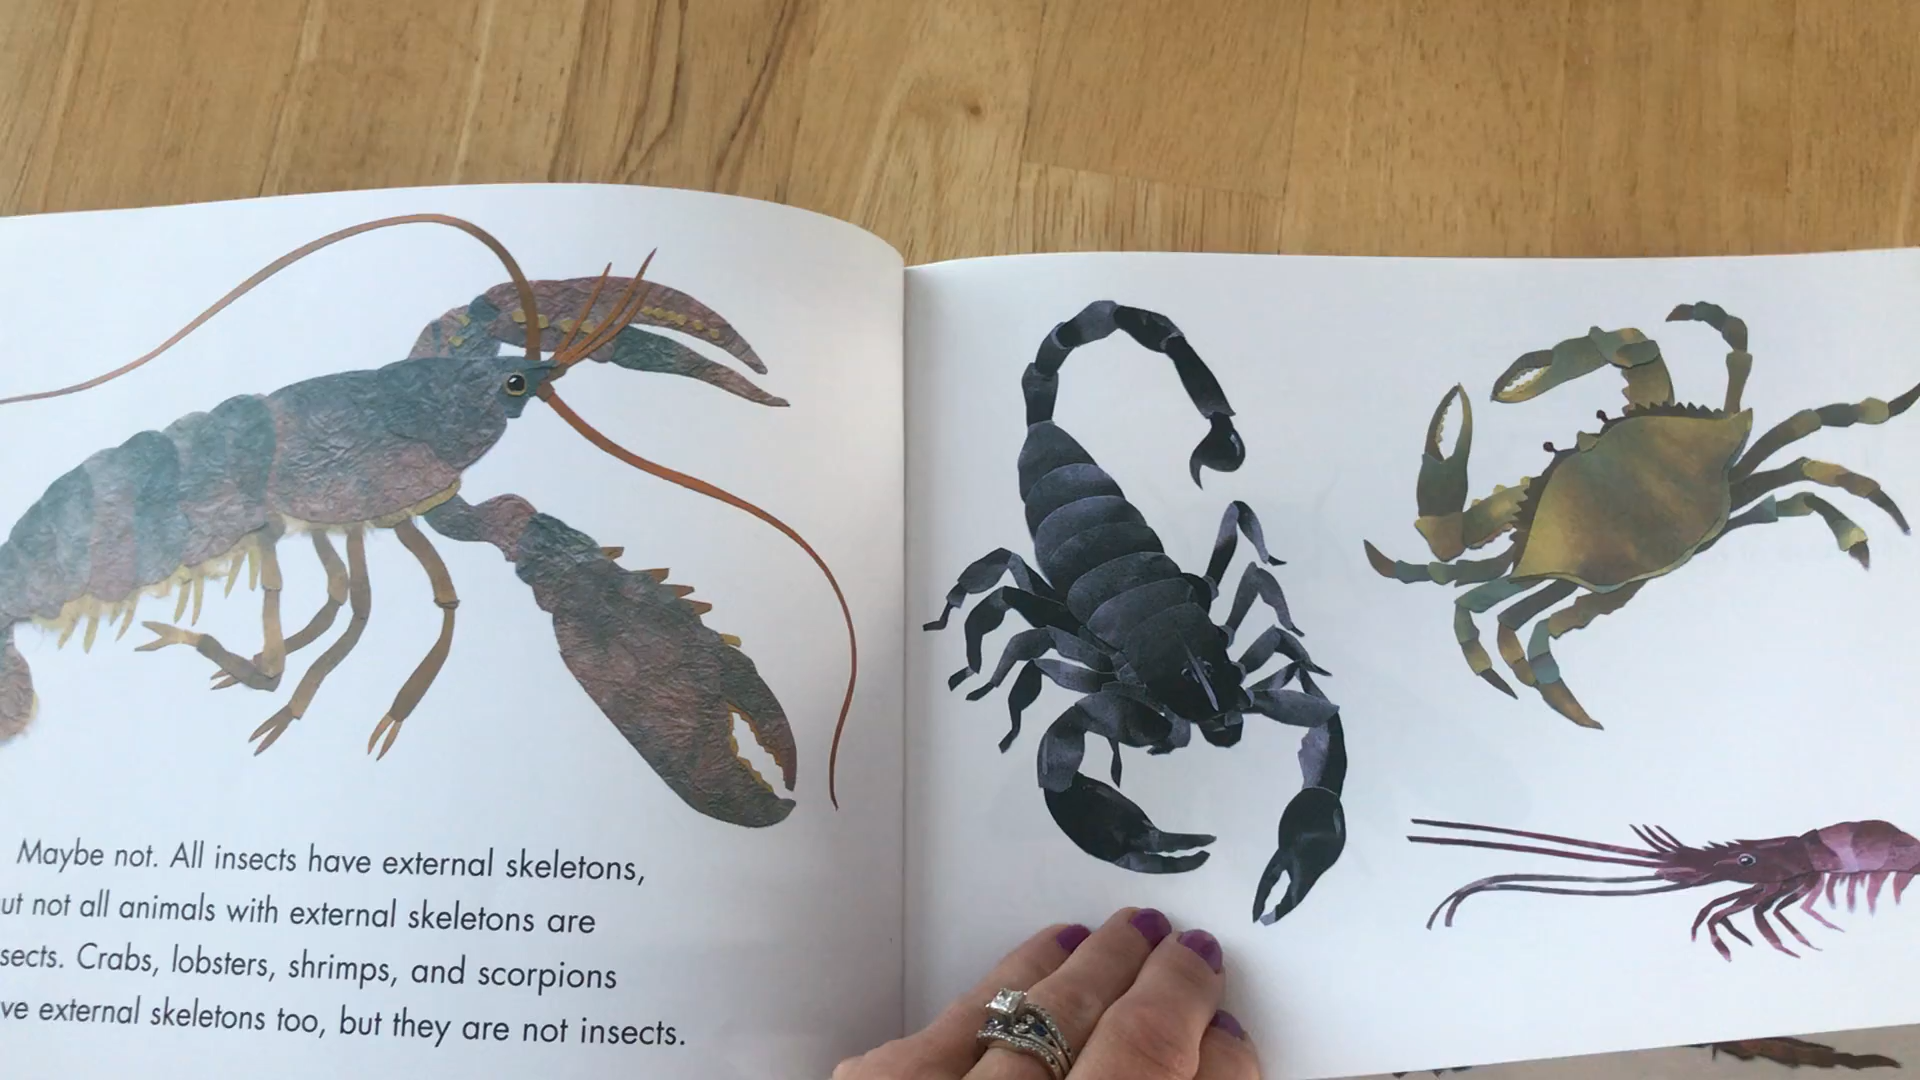 Maybe not. All insects have external skeletons,
ut not all animals with external skeletons are
sects. Crabs, lobsters, shrimps, and scorpions
ve external skeletons too, but they are not insects.